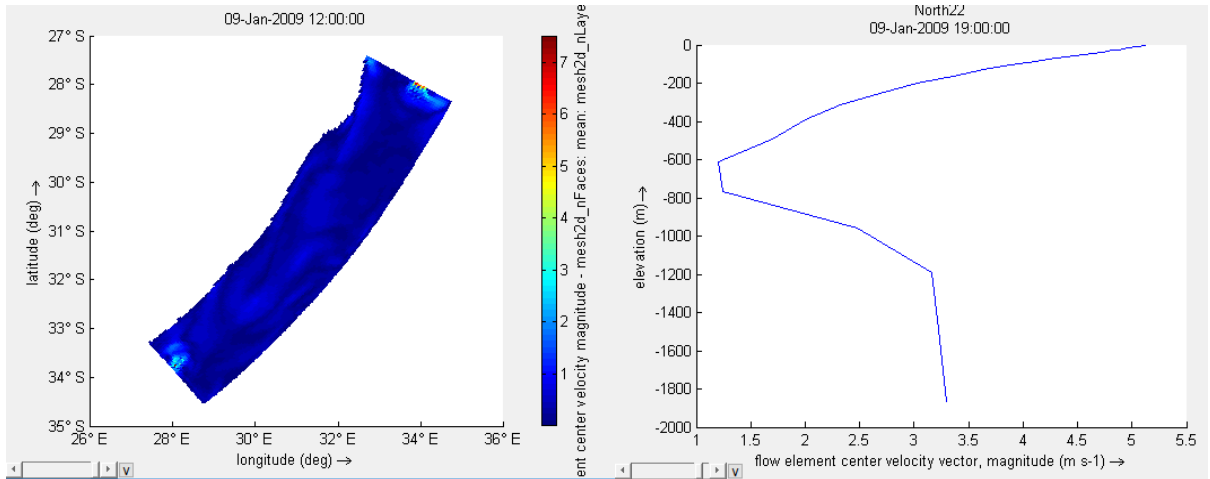 09-Jan-2009 12:00:00
27° S
28° S
29° S
30° S
31° S
32° S
33° S
34° S
35° S
latitude (deg) →
26° E
28° E
30° E
32° E
34° E
36° E
longitude (deg) →
v
7
6
5
4
3
2
1
ent center velocity magnitude - mesh2d_nFaces: mean: mesh2d_nLaye
North22
09-Jan-2009 19:00:00
0
-200
-400
-600
-800
-1000
-1200
-1400
-1600
-1800
-2000
elevation (m) →
1
1.5
2
2.5
3
3.5
4
4.5
5
5.5
flow element center velocity vector, magnitude (m s-1) →
v